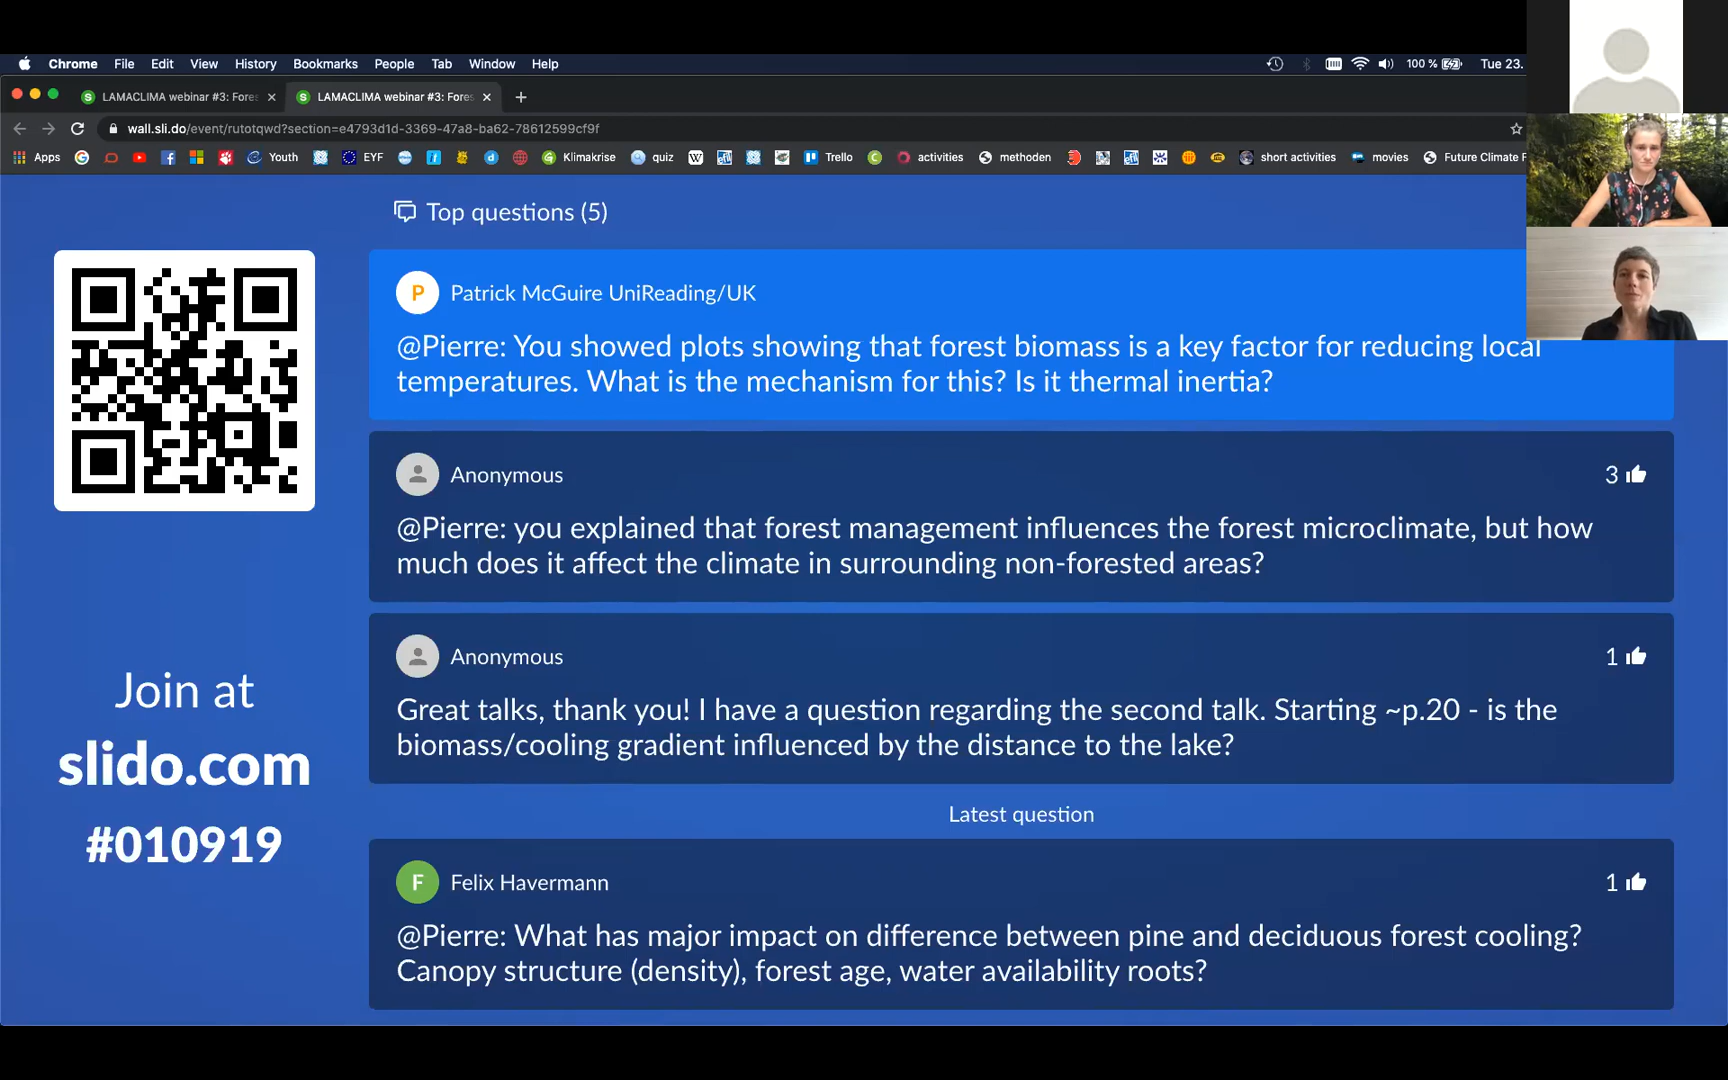 Chrome File Edit View History Bookmarks People Tab Window Help 100 % Tue 23.
LAMACLIMA webinar #3: Fore: LAMACLIMA webinar #3: Fores
wall.sli.do/event/rutotqwd?section=e4793d1d-3369-47a8-ba62-78612599cf9f
Apps Youth EYF Klimakrise quiz Trello activities methoden short activities movies Future Climate F
Top questions (5)
P Patrick McGuire UniReading/UK
@Pierre: You showed plots showing that forest biomass is a key factor for reducing local
temperatures. What is the mechanism for this? Is it thermal inertia?
Anonymous 3
@Pierre: you explained that forest management influences the forest microclimate, but how
much does it affect the climate in surrounding non-forested areas?
Anonymous 1
Great talks, thank you! I have a question regarding the second talk. Starting ~p.20 - is the
biomass/cooling gradient influenced by the distance to the lake?
Latest question
F Felix Havermann 1
@Pierre: What has major impact on difference between pine and deciduous forest cooling?
Canopy structure (density), forest age, water availability roots?
Join at
slido.com
#010919